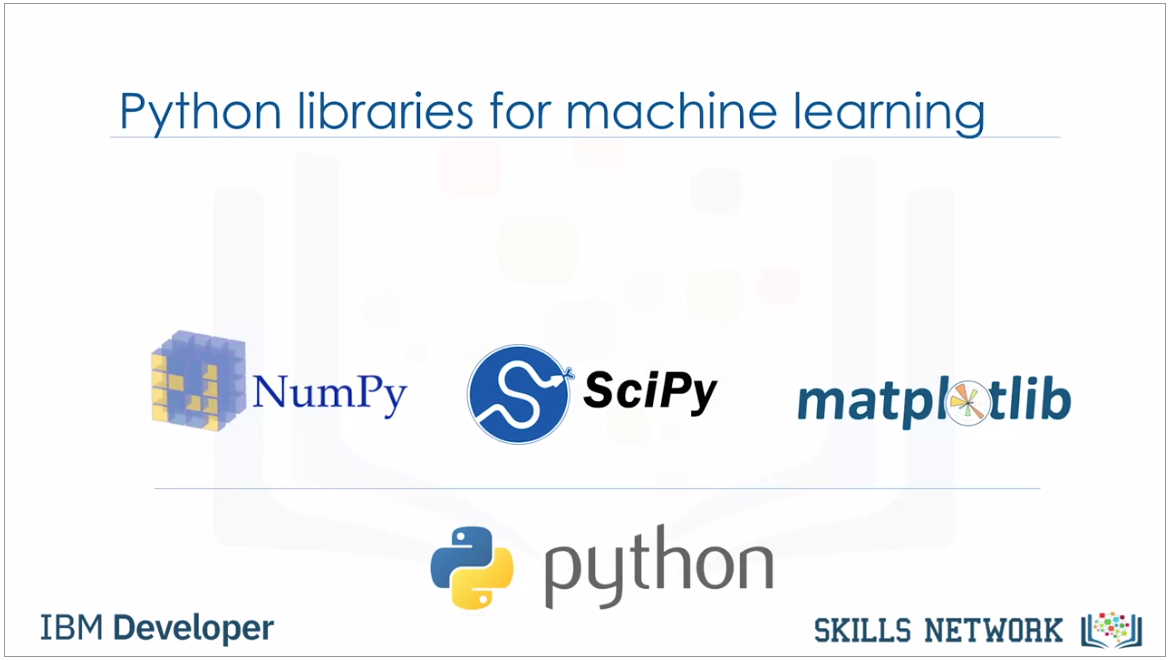 Python libraries for machine learning
NumPy
SciPy
matplotlib
python
IBM Developer
SKILLS NETWORK